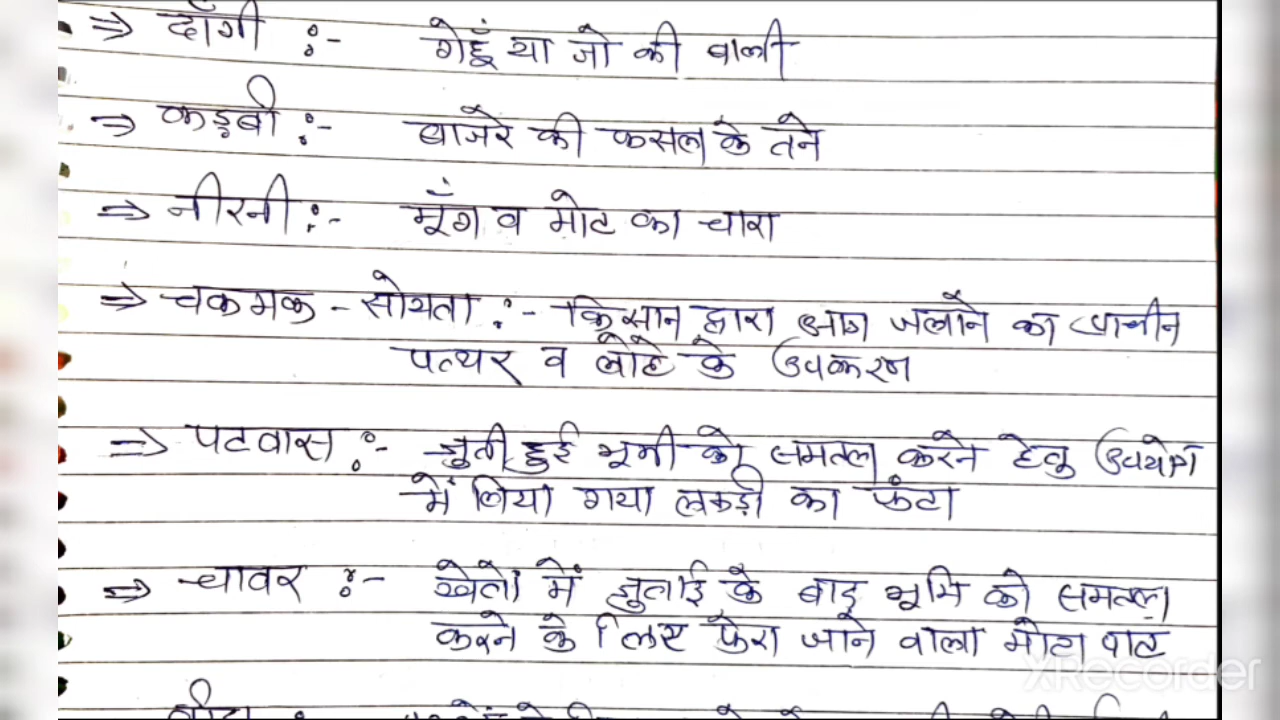 ⇒ दाँगी :- गेहूँ या जो की बाली
⇒ कड़बी :- बाजरे की फसल के तने
⇒ नीरनी :- मूँग व मोट का चारा
⇒ चकमक - सोयता :- किसान द्वारा आग जलाने का प्राचीन
पत्थर व लोहे के उपकरण
⇒ पटवास :- जुती हुई भूमी को समतल करने हेतु उपयोग
में लिया गया लकड़ी का फंटा
⇒ चावर :- खेतों में जुताई के बाद भूमि को समतल
करने के लिए फेरा जाने वाला मोटा पाट
XRecorder